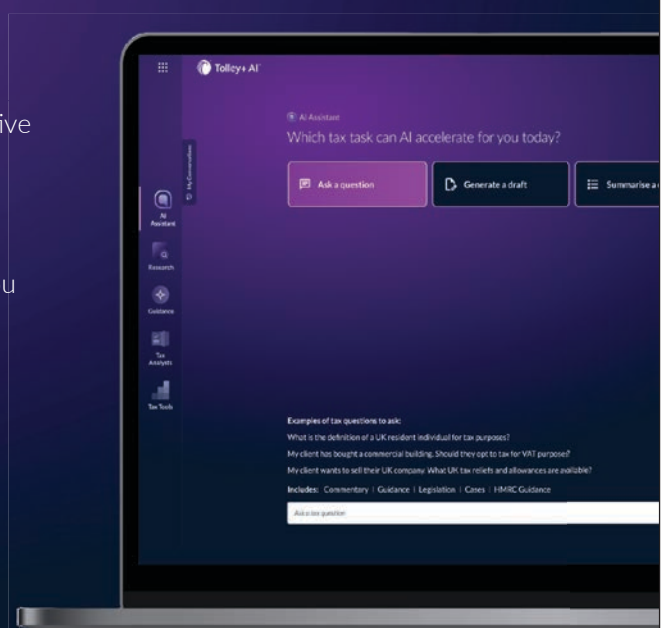 ive
u
Tolley+ AI™
My Conversations
AI Assistant
Which tax task can AI accelerate for you today?
Ask a question
Generate a draft
Summarise a
AI
Assistant
Research
Guidance
Tax
Analysts
Tax Tools
Examples of tax questions to ask:
What is the definition of a UK resident individual for tax purposes?
My client has bought a commercial building. Should they opt to tax for VAT purposes?
My client wants to sell their UK company. What UK tax reliefs and allowances are available?
Includes: Commentary | Guidance | Legislation | Cases | HMRC Guidance
Ask a tax question